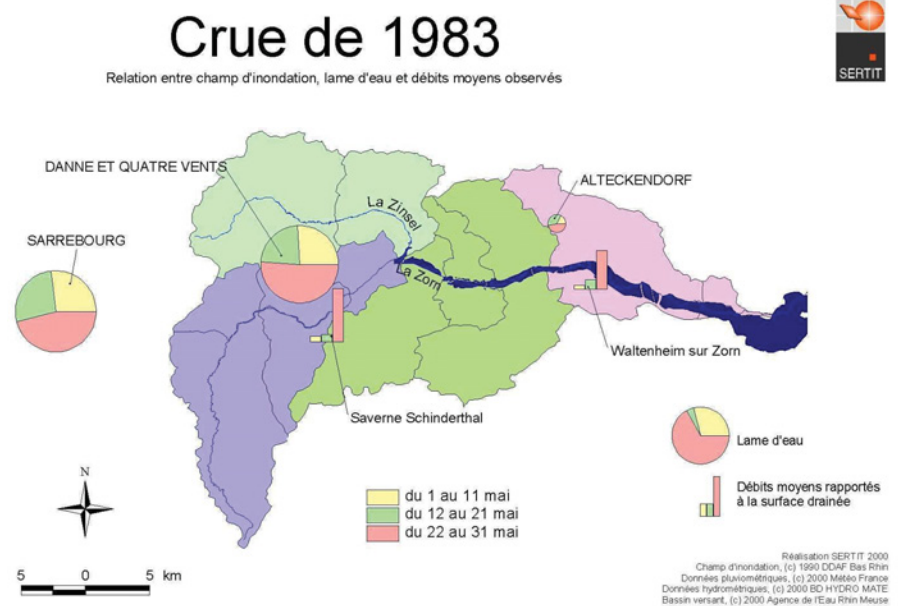 Crue de 1983
Relation entre champ d'inondation, lame d'eau et débits moyens observés
SERTIT
DANNE ET QUATRE VENTS
ALTECKENDORF
La Zinsel
SARREBOURG
La Zorn
Waltenheim sur Zorn
Saverne Schinderthal
Lame d'eau
N
du 1 au 11 mai
du 12 au 21 mai
du 22 au 31 mai
Débits moyens rapportés
à la surface drainée
5 0 5 km
Réalisation SERTIT 2000
Champ d'inondation, (c) 1990 DDAF Bas Rhin
Données pluviométriques, (c) 2000 Météo France
Données hydrométriques, (c) 2000 BD HYDRO MATE
Bassin versant, (c) 2000 Agence de l'Eau Rhin Meuse